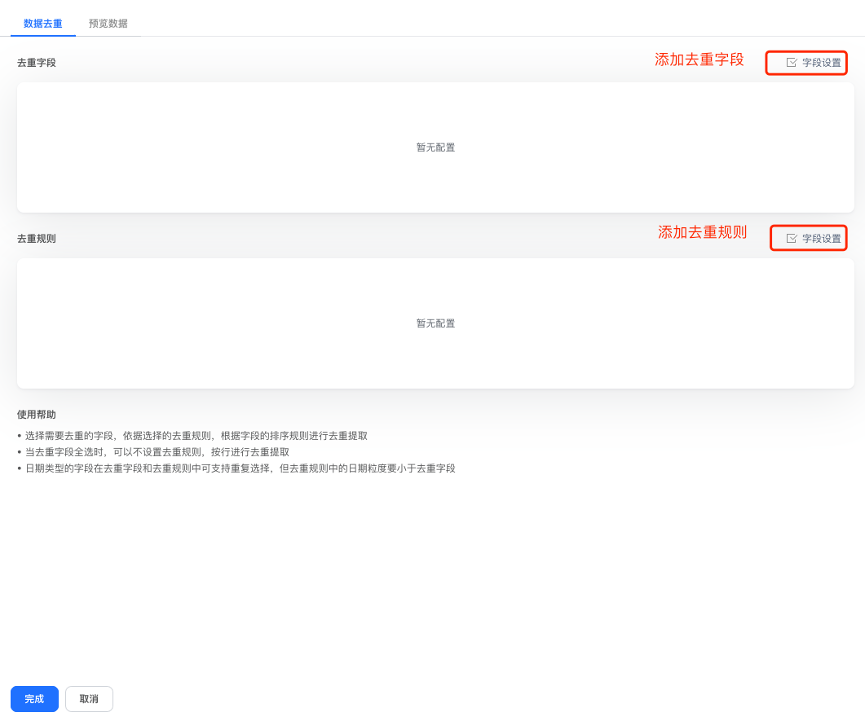 数据去重 预览数据
去重字段 添加去重字段 字段设置
暂无配置
去重规则 添加去重规则 字段设置
暂无配置
使用帮助
• 选择需要去重的字段，依据选择的去重规则，根据字段的排序规则进行去重提取
• 当去重字段全选时，可以不设置去重规则，按行进行去重提取
• 日期类型的字段在去重字段和去重规则中可支持重复选择，但去重规则中的日期粒度要小于去重字段
完成 取消